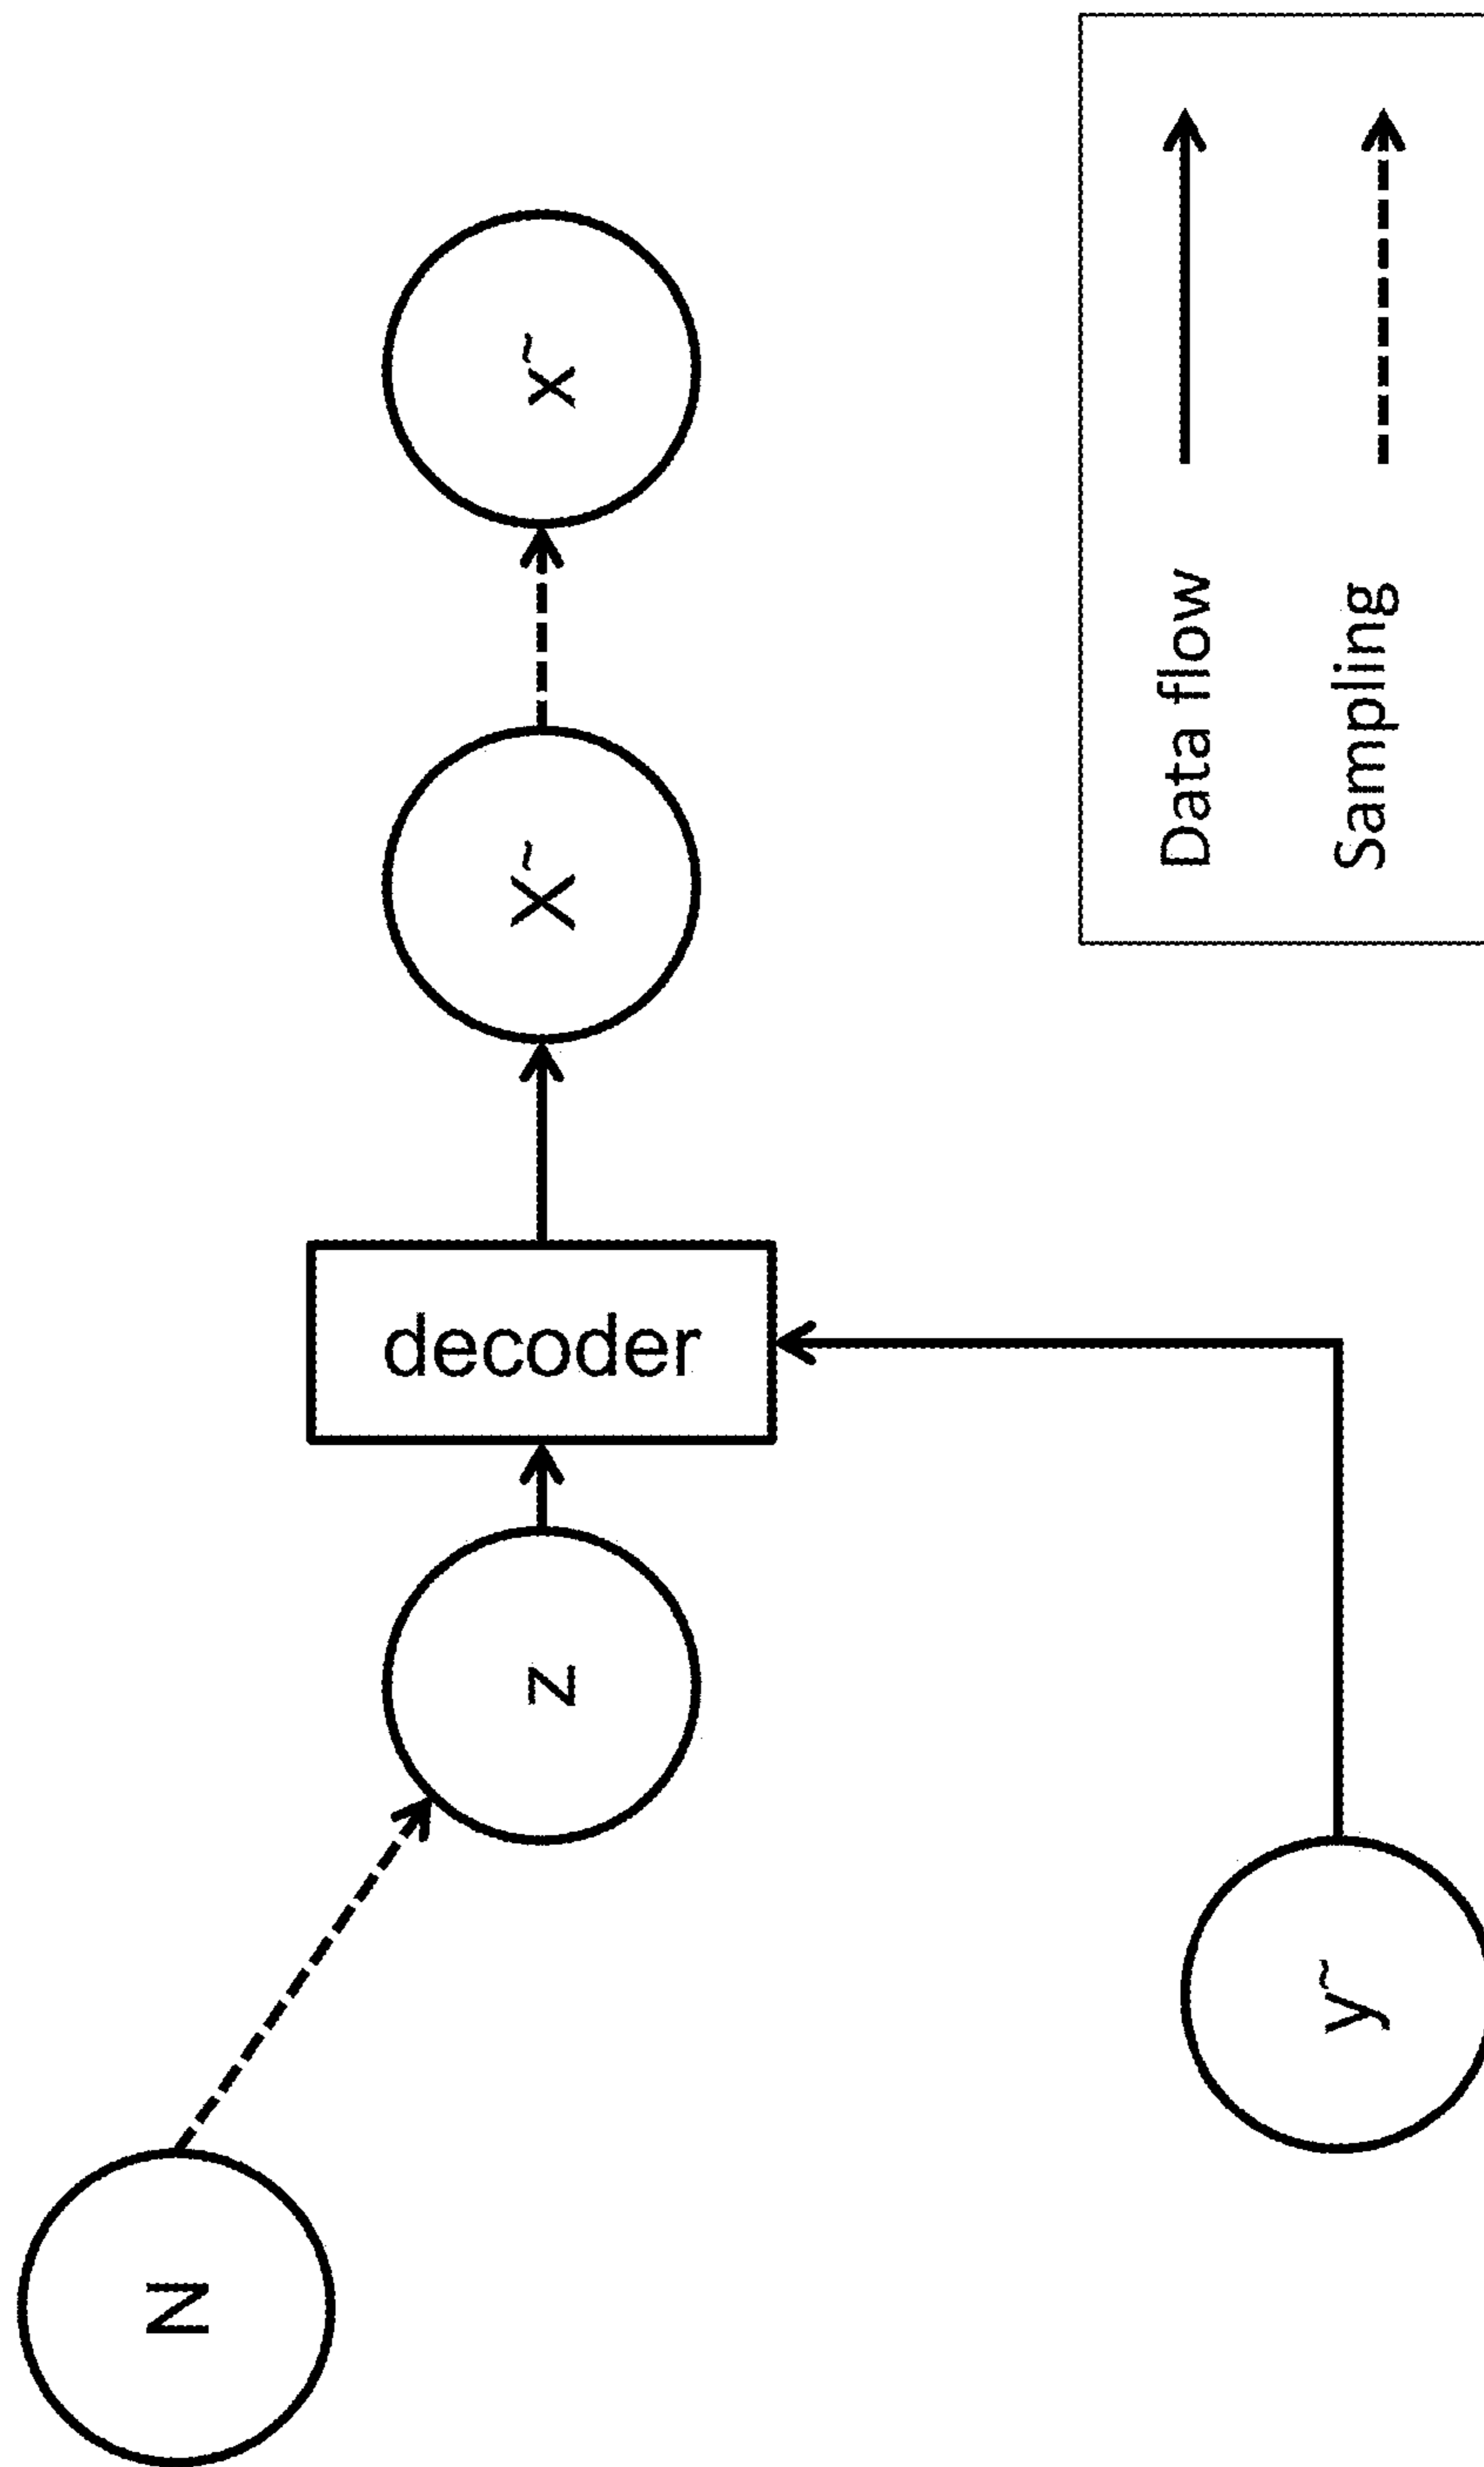 N
z
decoder
X~
x~
y~
Data flow
Sampling